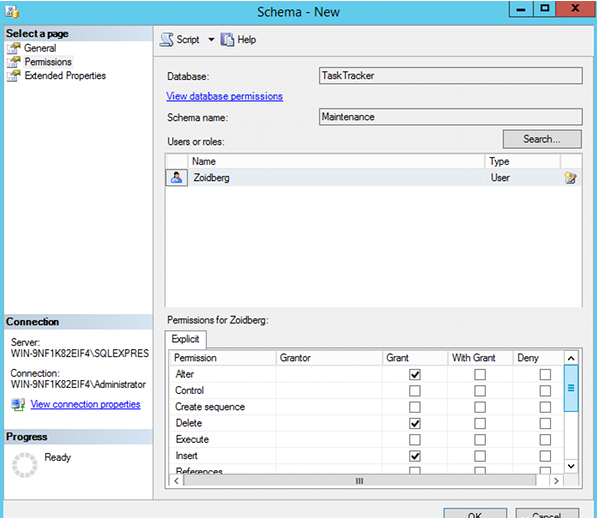 Schema - New
Select a page
General
Permissions
Extended Properties
Script
Help
Database:
TaskTracker
View database permissions
Schema name:
Maintenance
Users or roles:
Search...
Name Type
Zoidberg User
Permissions for Zoidberg:
Explicit
Permission Grantor Grant With Grant Deny
Alter
Control
Create sequence
Delete
Execute
Insert
References
Connection
Server:
WIN-9NF1K82EIF4\SQLEXPRES
Connection:
WIN-9NF1K82EIF4\Administrator
View connection properties
Progress
Ready
OK
Cancel